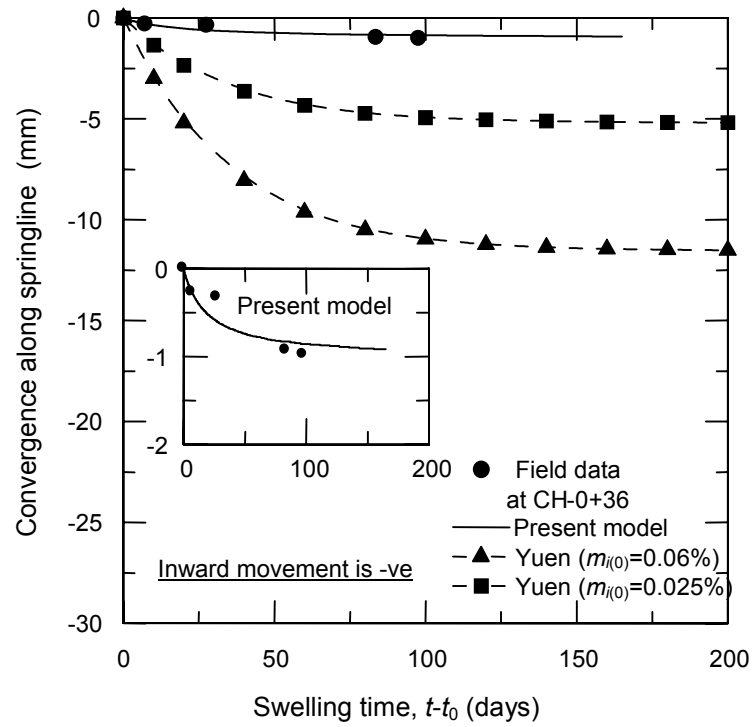 Convergence along springline (mm)
0
-5
-10
-15
-20
-25
-30
0
-1
-2
0
100
200
Present model
Field data
at CH-0+36
Present model
Yuen (mi(0)=0.06%)
Yuen (mi(0)=0.025%)
Inward movement is -ve
0
50
100
150
200
Swelling time, t-t0 (days)